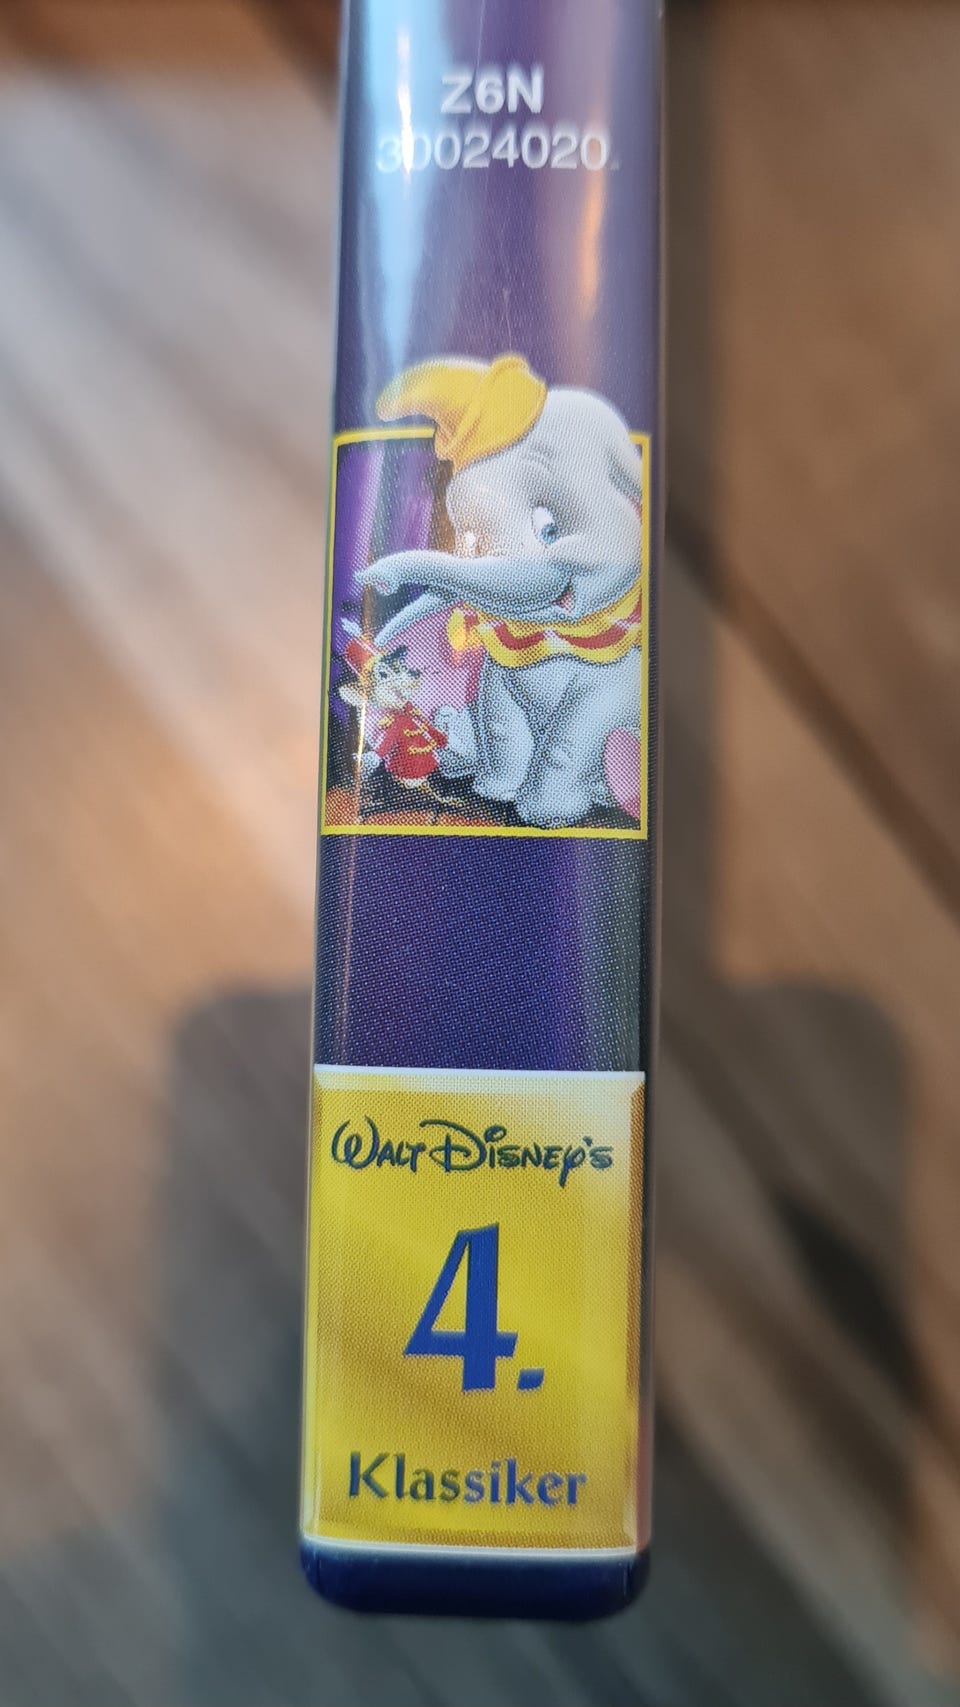 Z6N
30024020.
WALT DISNEY'S
4.
Klassiker